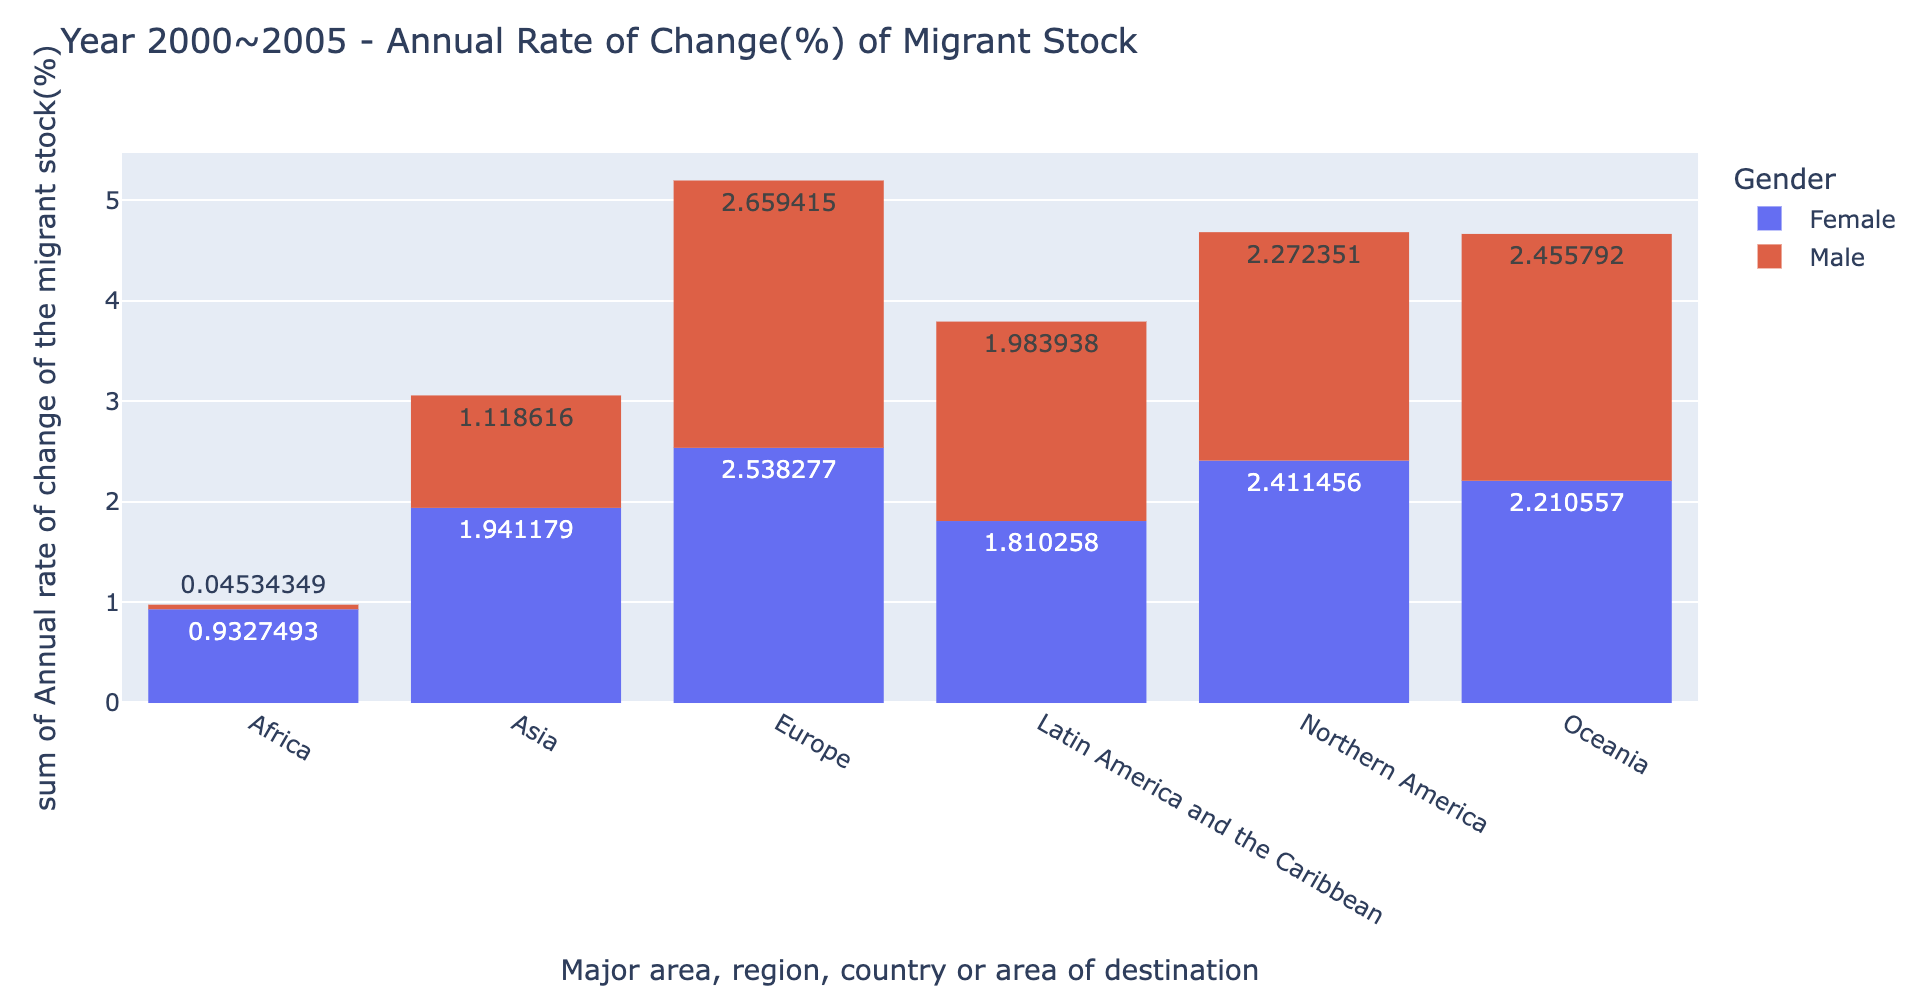 Year 2000~2005 - Annual Rate of Change(%) of Migrant Stock
sum of Annual rate of change of the migrant stock(%)
5
4
3
2
1
0
0.04534349
0.9327493
1.118616
1.941179
2.659415
2.538277
1.983938
1.810258
2.272351
2.411456
2.455792
2.210557
Gender
Female
Male
Africa
Asia
Europe
Latin America and the Caribbean
Northern America
Oceania
Major area, region, country or area of destination